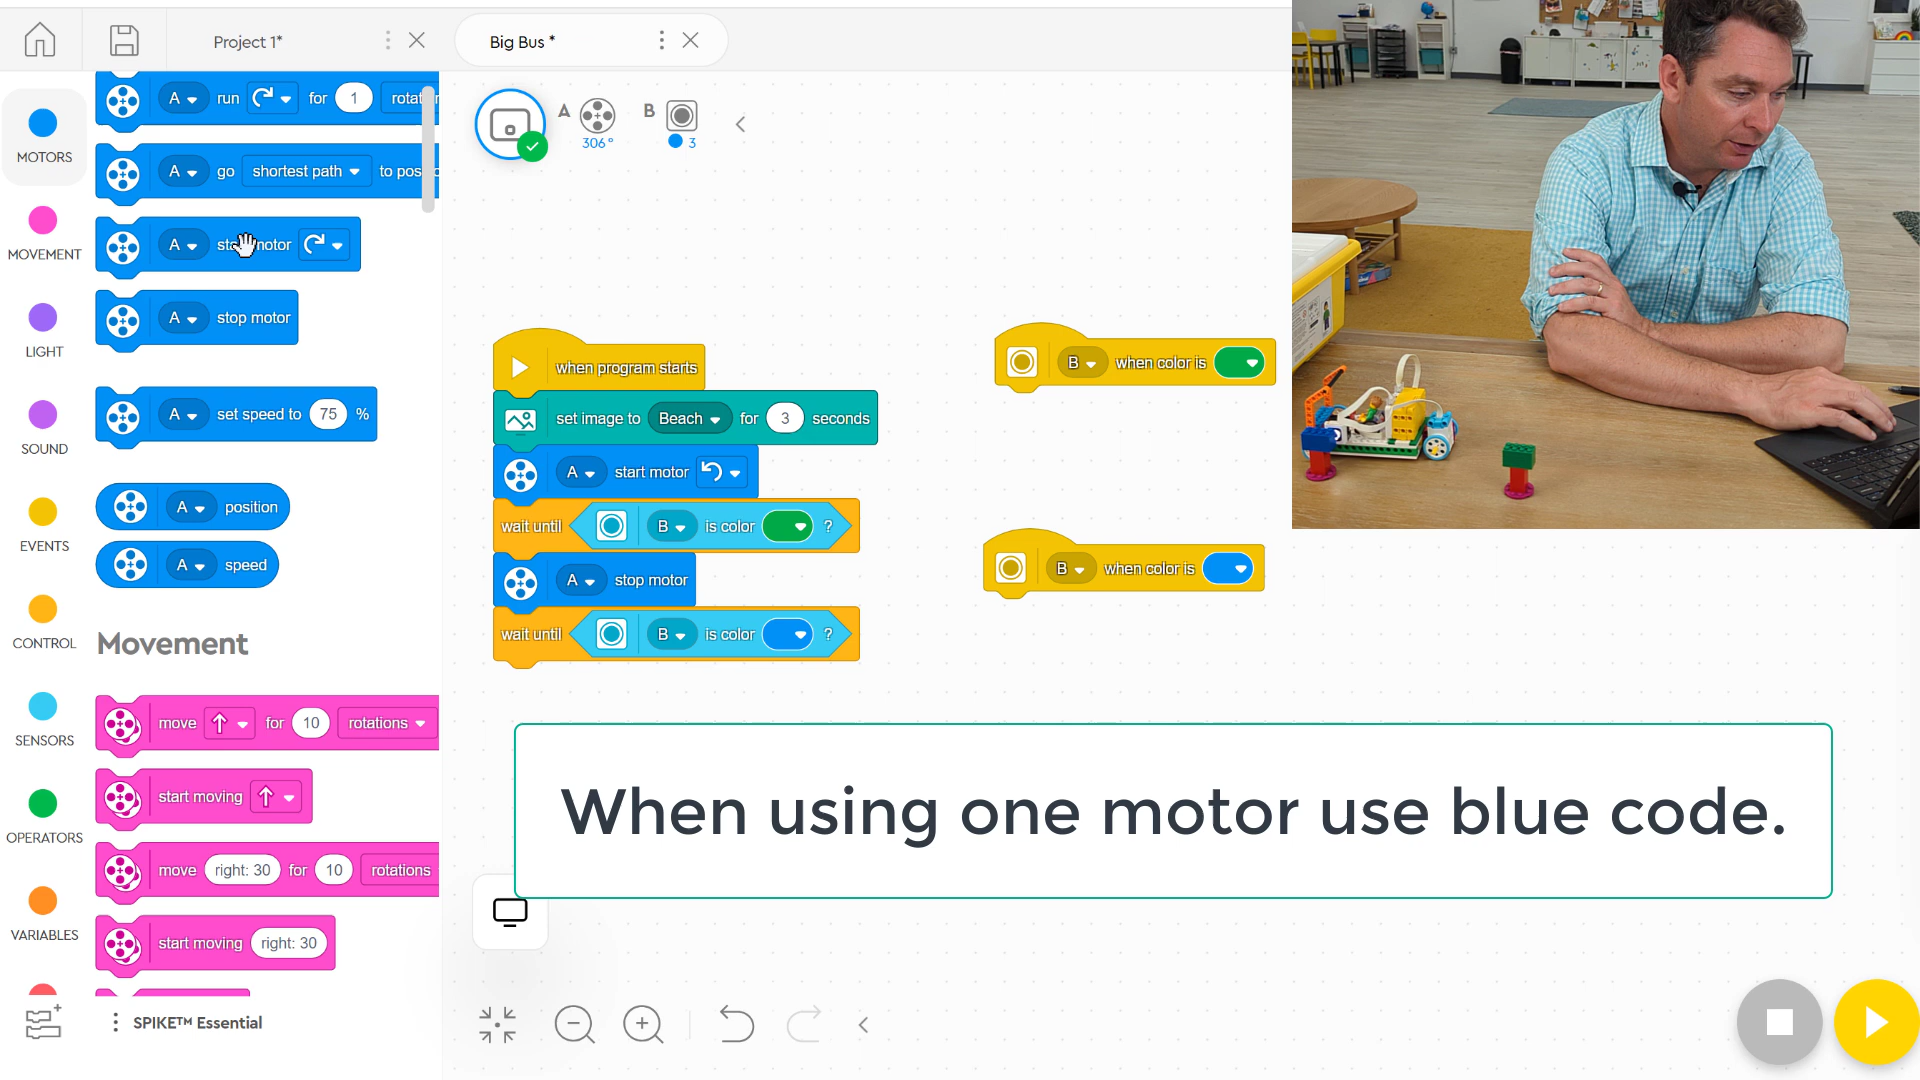 Project 1*
Big Bus *
MOTORS
MOVEMENT
LIGHT
SOUND
EVENTS
CONTROL
SENSORS
OPERATORS
VARIABLES
A run for 1
A go shortest path to
A motor
A stop motor
A set speed to 75 %
A position
A speed
Movement
move for 10 rotations
start moving
move right: 30 for 10 rotations
start moving right: 30
SPIKE™ Essential
A
306°
B
3
when program starts
set image to Beach for 3 seconds
A start motor
wait until B is color ?
A stop motor
wait until B is color ?
B when color is
B when color is
When using one motor use blue code.